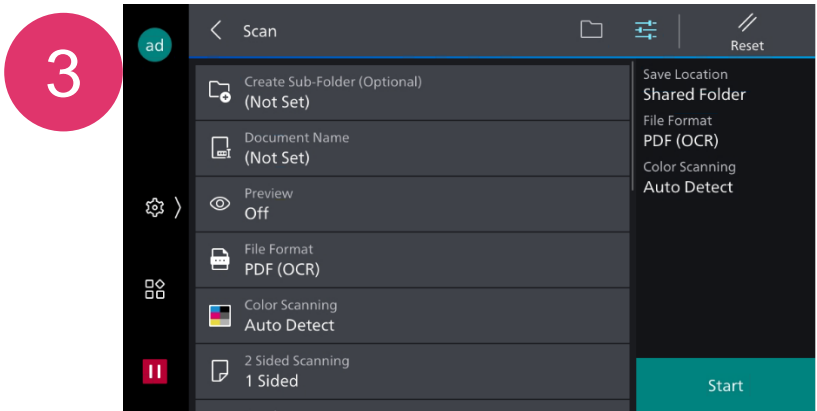 3
ad
Scan
Reset
Create Sub-Folder (Optional)
(Not Set)
Document Name
(Not Set)
Preview
Off
File Format
PDF (OCR)
Color Scanning
Auto Detect
2 Sided Scanning
1 Sided
Save Location
Shared Folder
File Format
PDF (OCR)
Color Scanning
Auto Detect
Start